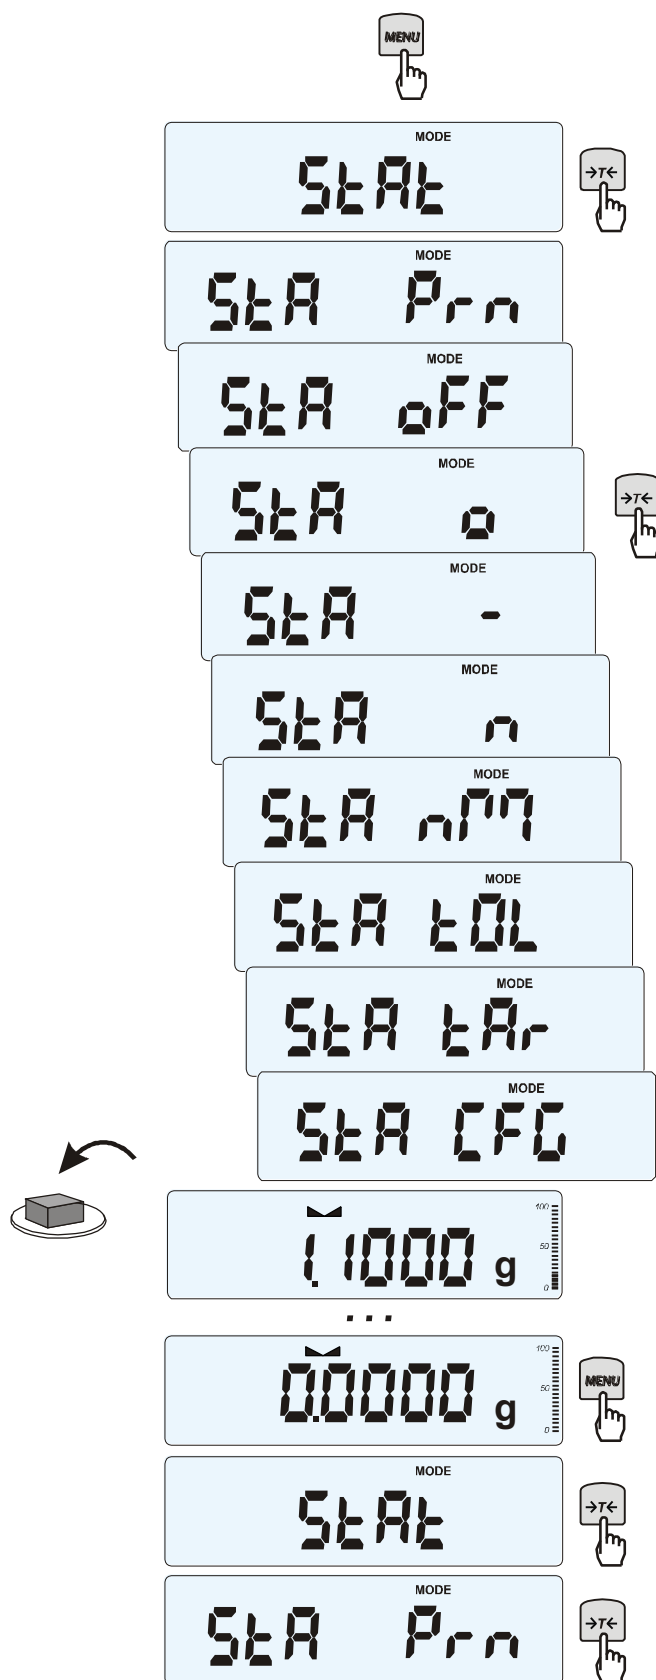 MENU
MODE
StAt
→T←
MODE
StA Prn
MODE
StA oFF
MODE
StA o
→T←
MODE
StA -
MODE
StA n
MODE
StA nM
MODE
StA tOL
MODE
StA tAr
MODE
StA CFG
1.1000 g
100
50
0
...
0.0000 g
100
50
0
MENU
MODE
StAt
→T←
MODE
StA Prn
→T←